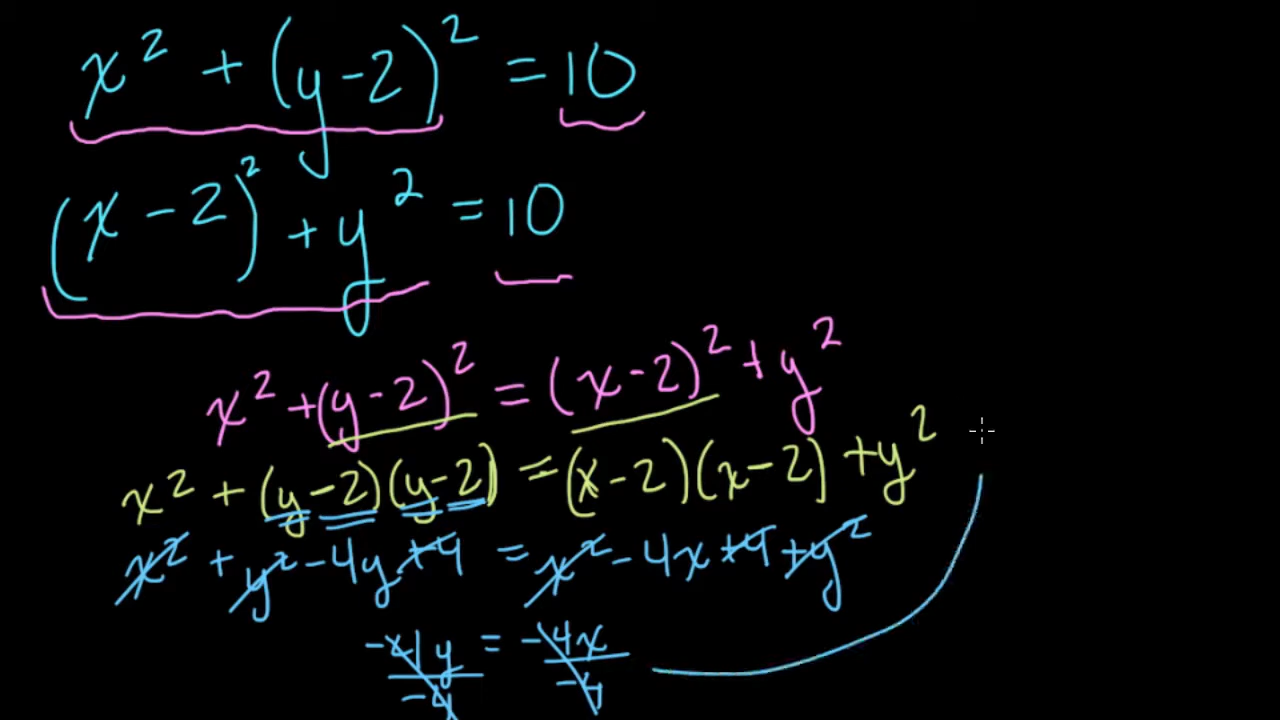 x² + (y-2)² = 10
(x-2)² + y² = 10
x² + (y-2)² = (x-2)² + y²
x² + (y-2)(y-2) = (x-2)(x-2) + y²
x² + y² - 4y + 4 = x² - 4x + 4 + y²
-4y = -4x
-4 -4